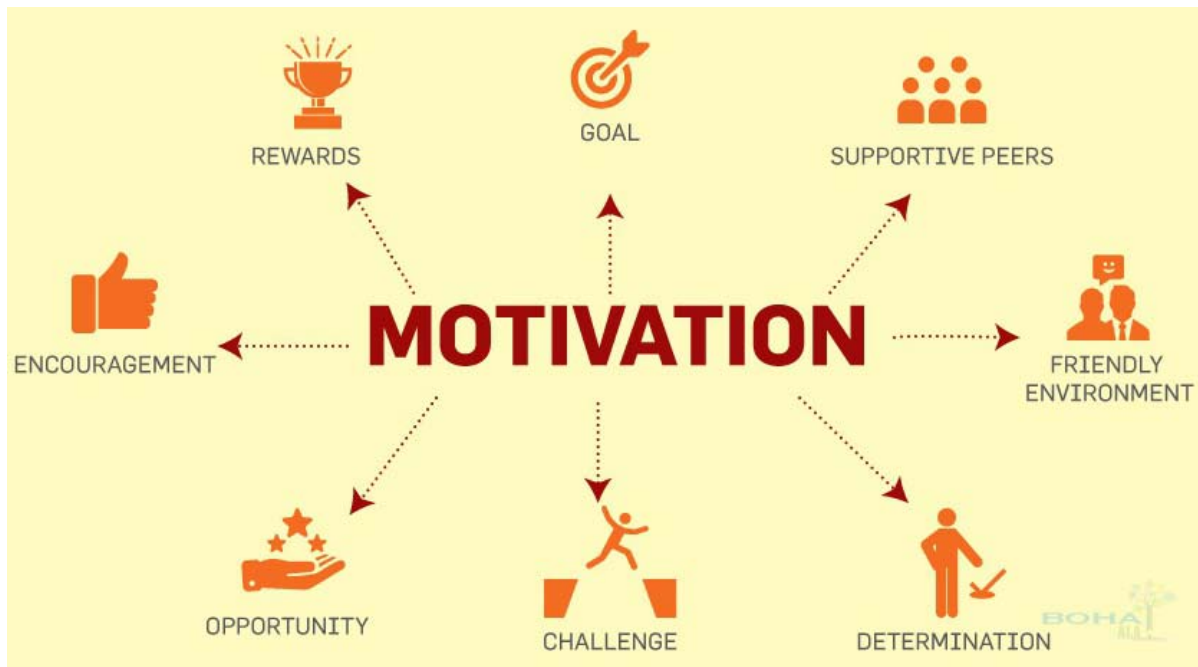 GOAL
REWARDS
SUPPORTIVE PEERS
MOTIVATION
ENCOURAGEMENT
FRIENDLY
ENVIRONMENT
OPPORTUNITY
CHALLENGE
DETERMINATION
BOHA